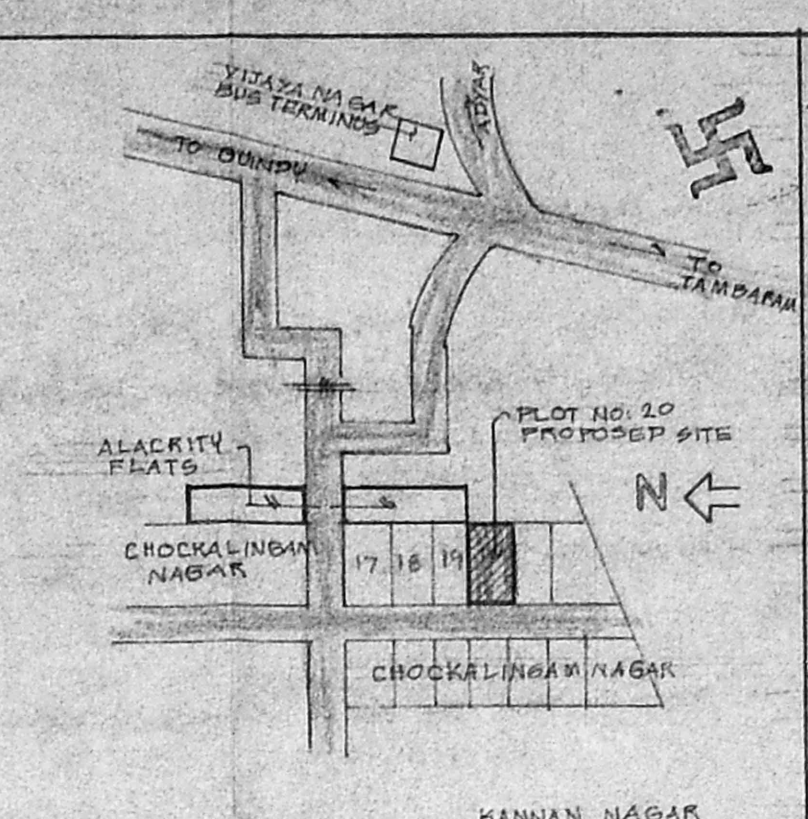 VIJAYA NAGAR
BUS TERMINUS
ADYAR
TO GUINDY
TO
TAMBARAM
PLOT NO: 20
PROPOSED SITE
ALACRITY
FLATS
N
CHOCKALINGAM
NAGAR
17 18 19
CHOCKALINGAM NAGAR
KANNAN NAGAR